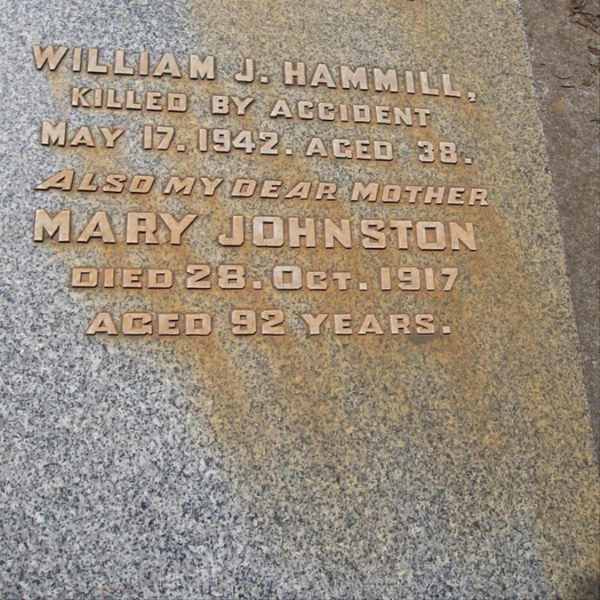 WILLIAM J. HAMMILL,
KILLED BY ACCIDENT
MAY 17. 1942. AGED 38.
ALSO MY DEAR MOTHER
MARY JOHNSTON
DIED 28. OCT. 1917
AGED 92 YEARS.